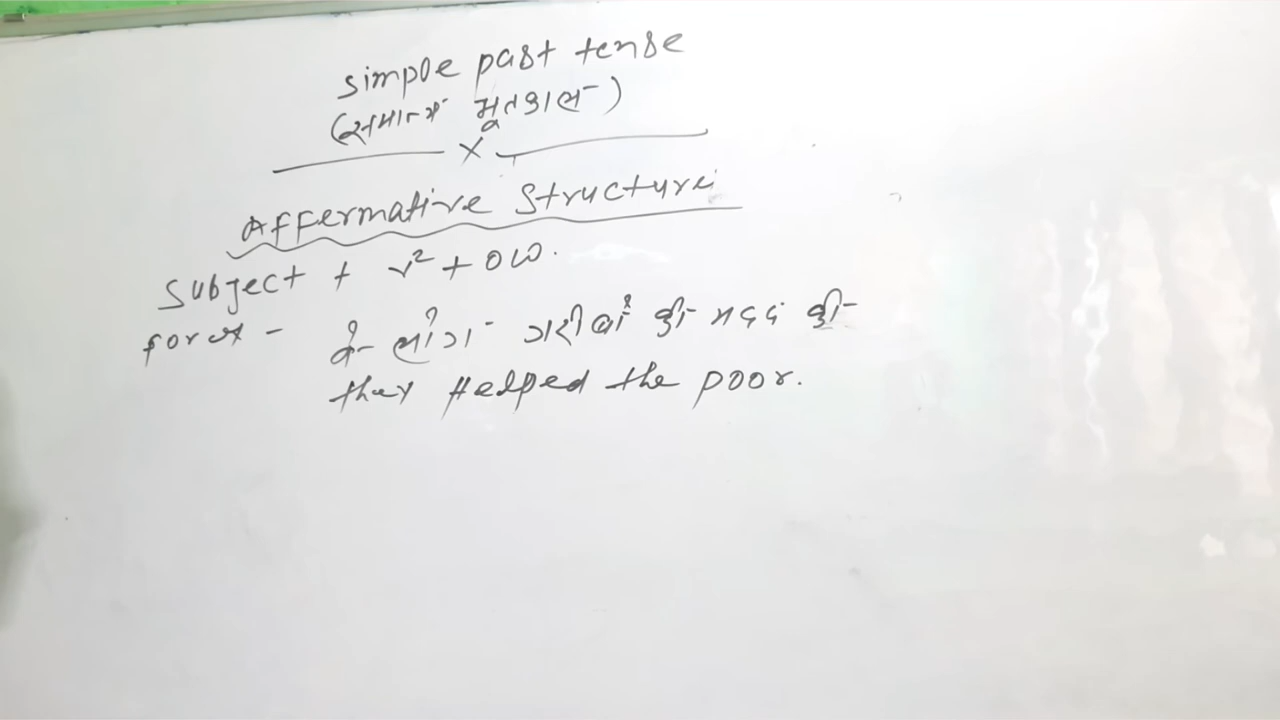 simple past tense
(सामान्य भूतकाल)
Affermative Structure
Subject + v² + ow.
for ex - वे लोग गरीबों की मदद की
they Helped the poor.